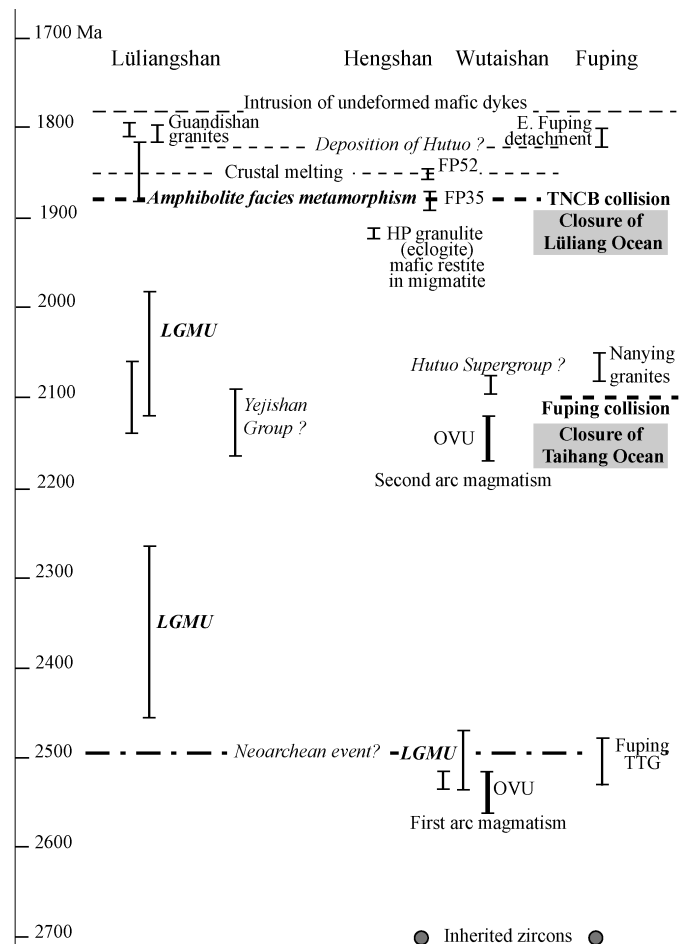 1700 Ma
Lüliangshan Hengshan Wutaishan Fuping
Intrusion of undeformed mafic dykes
1800
Guandishan
granites
E. Fuping
detachment
Deposition of Hutuo ?
Crustal melting
FP52
Amphibolite facies metamorphism
FP35
TNCB collision
1900
Closure of
Lüliang Ocean
HP granulite
(eclogite)
mafic restite
in migmatite
2000
LGMU
Hutuo Supergroup ?
Nanying
granites
2100
Yejishan
Group ?
Fuping collision
OVU
Closure of
Taihang Ocean
2200
Second arc magmatism
2300
LGMU
2400
2500
Neoarchean event?
LGMU
Fuping
TTG
OVU
First arc magmatism
2600
2700
Inherited zircons